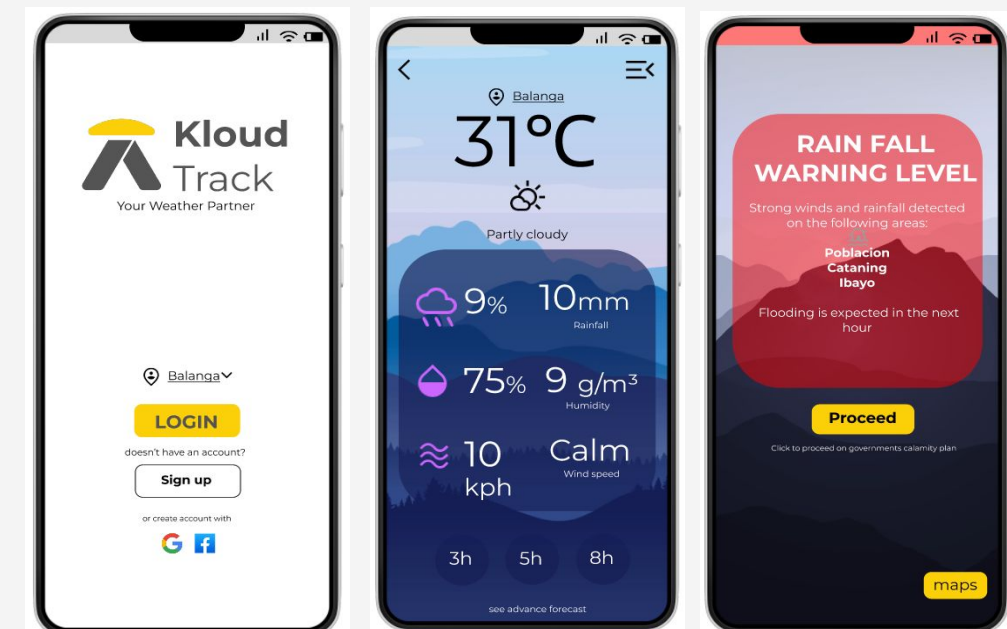 Kloud
Track
Your Weather Partner
Balanga
LOGIN
doesn't have an account?
Sign up
or create account with
Balanga
31°C
Partly cloudy
9% 10mm
Rainfall
75% 9 g/m³
Humidity
10 kph Calm
Wind speed
3h 5h 8h
see advance forecast
RAIN FALL
WARNING LEVEL
Strong winds and rainfall detected
on the following areas:
Poblacion
Cataning
Ibayo
Flooding is expected in the next
hour
Proceed
Click to proceed on governments calamity plan
maps